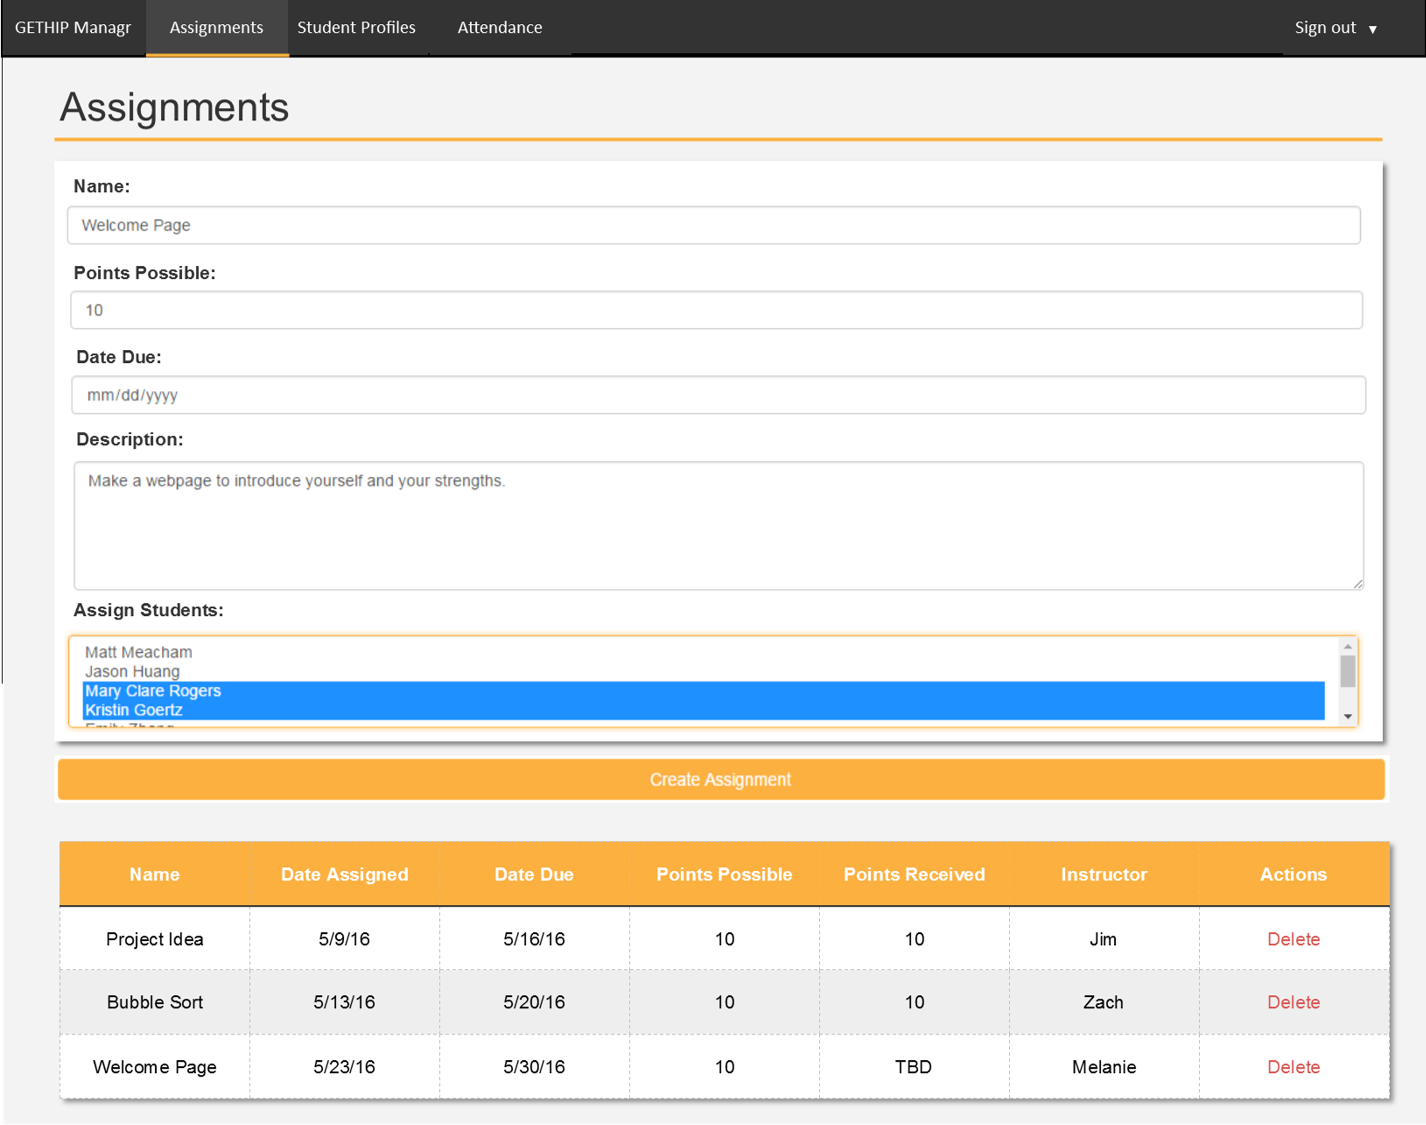 GETHIP Managr Assignments Student Profiles Attendance Sign out ▼
Assignments
Name:
Welcome Page
Points Possible:
10
Date Due:
mm/dd/yyyy
Description:
Make a webpage to introduce yourself and your strengths.
Assign Students:
Matt Meacham
Jason Huang
Mary Clare Rogers
Kristin Goertz
Create Assignment
Name Date Assigned Date Due Points Possible Points Received Instructor Actions
Project Idea 5/9/16 5/16/16 10 10 Jim Delete
Bubble Sort 5/13/16 5/20/16 10 10 Zach Delete
Welcome Page 5/23/16 5/30/16 10 TBD Melanie Delete